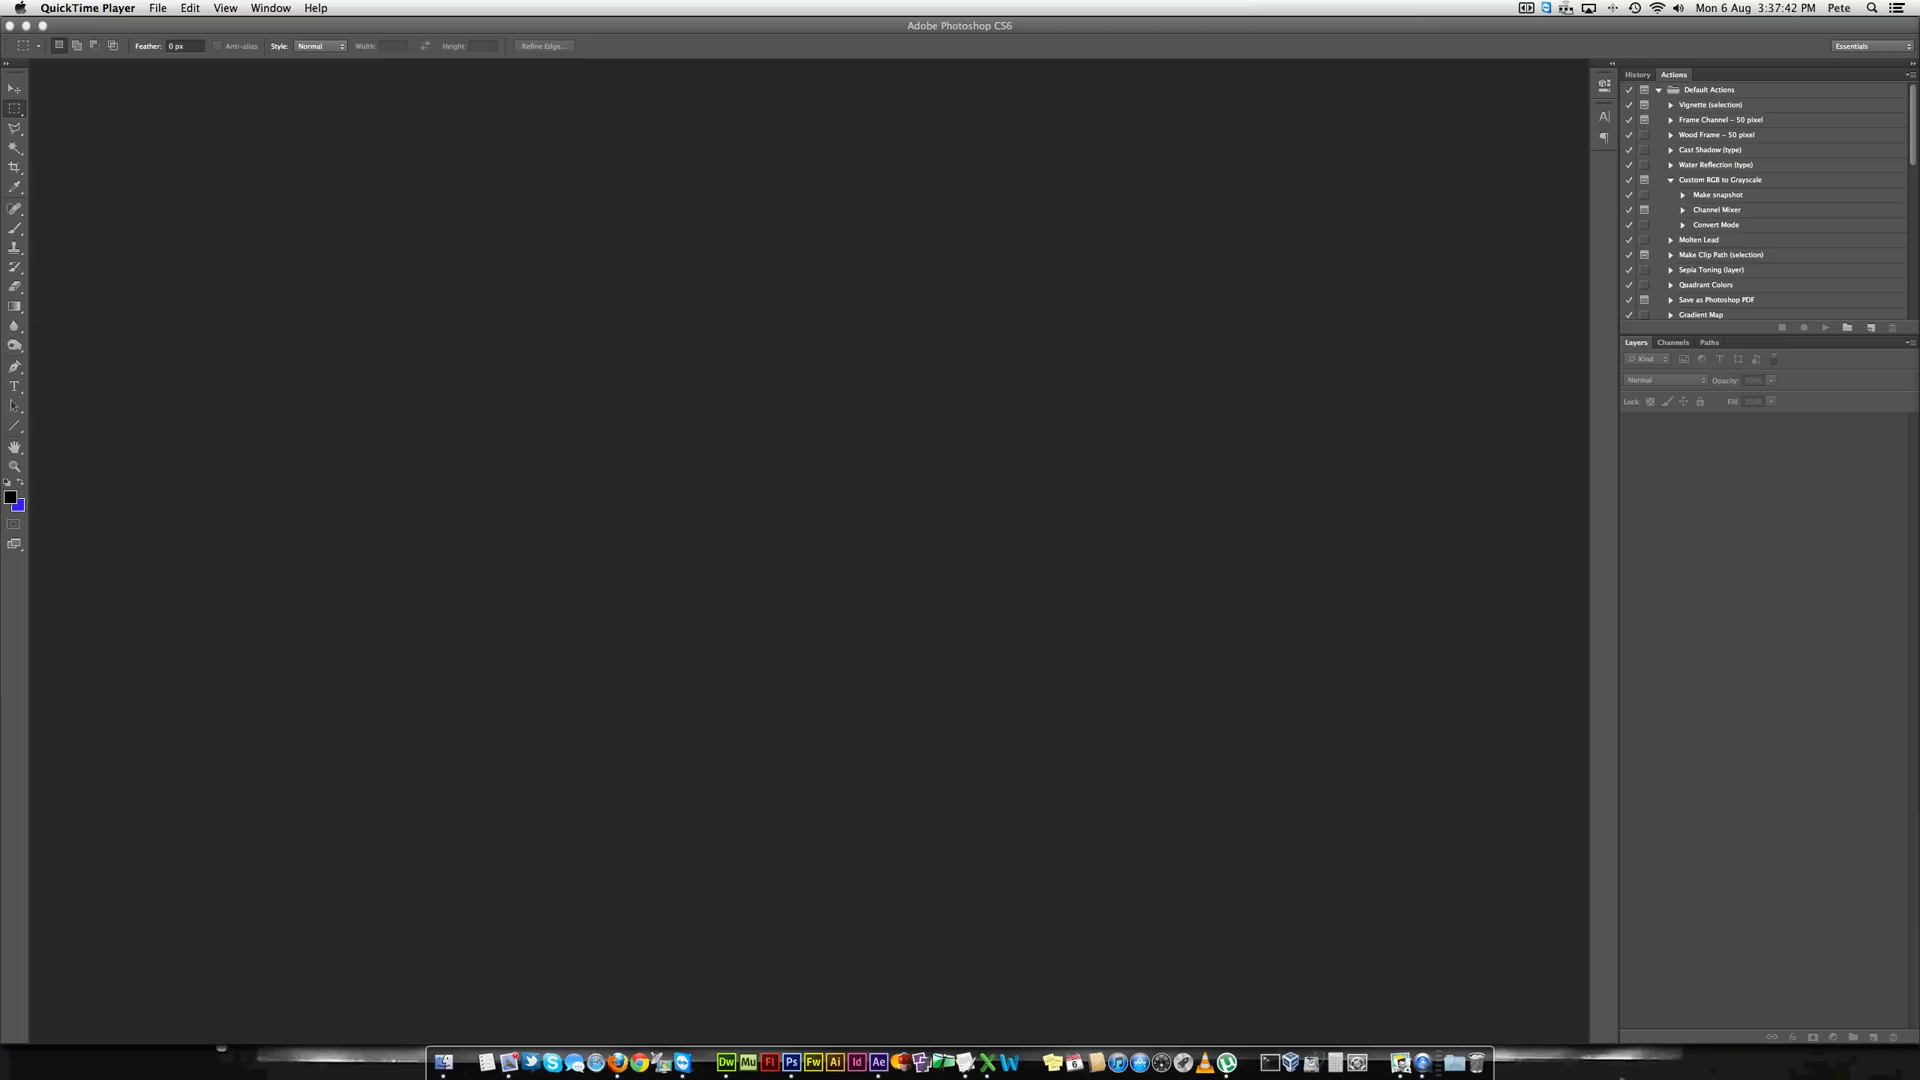 QuickTime Player File Edit View Window Help
Mon 6 Aug 3:37:42 PM Pete
Adobe Photoshop CS6
Feather: 0 px Anti-alias Style: Normal Width: Height: Refine Edge...
Essentials
History Actions
Default Actions
Vignette (selection)
Frame Channel - 50 pixel
Wood Frame - 50 pixel
Cast Shadow (type)
Water Reflection (type)
Custom RGB to Grayscale
Make snapshot
Channel Mixer
Convert Mode
Molten Lead
Make Clip Path (selection)
Sepia Toning (layer)
Quadrant Colors
Save as Photoshop PDF
Gradient Map
Layers Channels Paths
Kind
Normal Opacity: 100%
Lock: Fill: 100%
Dw Mu Fl Ps Fw Ai Id Ae X W 6